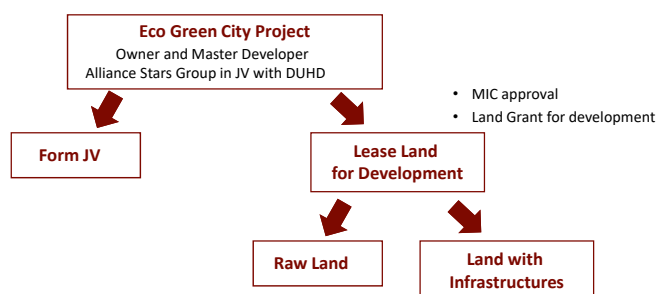 Eco Green City Project
Owner and Master Developer
Alliance Stars Group in JV with DUHD
• MIC approval
• Land Grant for development
Form JV
Lease Land
for Development
Raw Land
Land with
Infrastructures